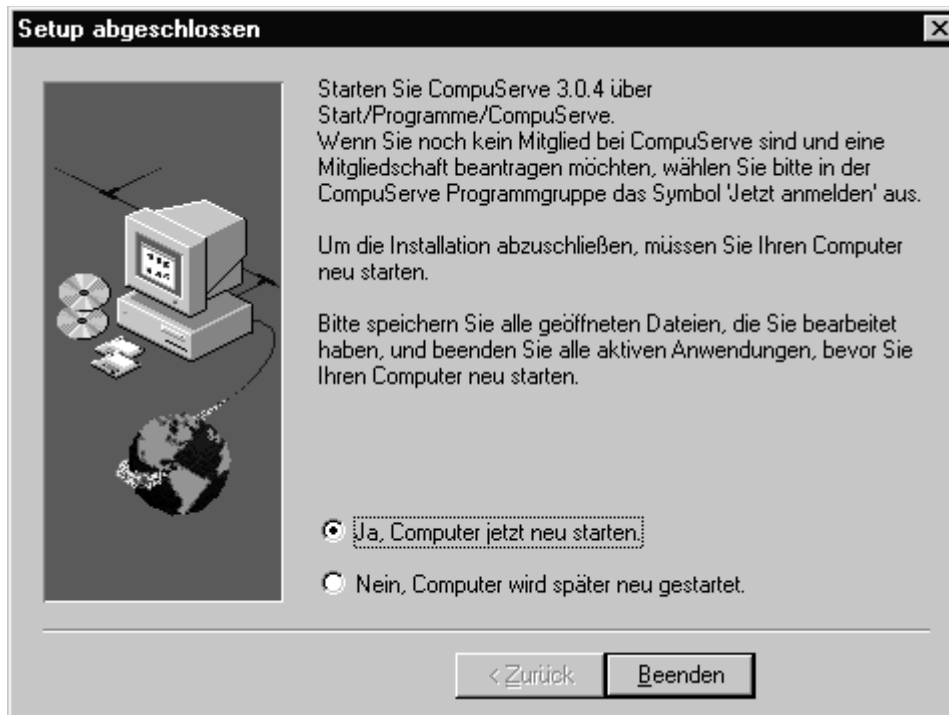 Setup abgeschlossen
Starten Sie CompuServe 3.0.4 über
Start/Programme/CompuServe.
Wenn Sie noch kein Mitglied bei CompuServe sind und eine
Mitgliedschaft beantragen möchten, wählen Sie bitte in der
CompuServe Programmgruppe das Symbol 'Jetzt anmelden' aus.
Um die Installation abzuschließen, müssen Sie Ihren Computer
neu starten.
Bitte speichern Sie alle geöffneten Dateien, die Sie bearbeitet
haben, und beenden Sie alle aktiven Anwendungen, bevor Sie
Ihren Computer neu starten.
Ja, Computer jetzt neu starten.
Nein, Computer wird später neu gestartet.
< Zurück Beenden